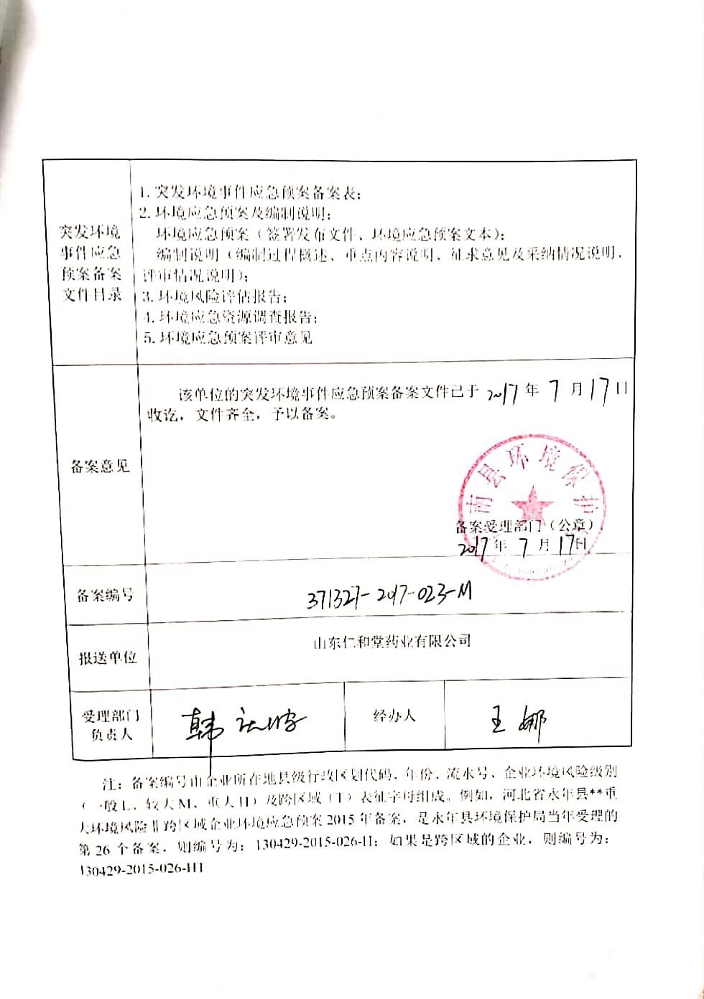 突发环境
事件应急
预案备案
文件目录
1. 突发环境事件应急预案备案表;
2. 环境应急预案及编制说明;
环境应急预案（签署发布文件、环境应急预案文本）;
编制说明（编制过程概述、重点内容说明、征求意见及采纳情况说明、
评审情况说明）;
3. 环境风险评估报告;
4. 环境应急资源调查报告;
5. 环境应急预案评审意见
备案意见
该单位的突发环境事件应急预案备案文件已于 2017 年 7 月 17 日
收讫，文件齐全，予以备案。
南县环境保护
备案受理部门（公章）
2017 年 7 月 17 日
备案编号
371327-2017-023-M
报送单位
山东仁和堂药业有限公司
受理部门
负责人
韩
经办人
王娜
注：备案编号由企业所在地县级行政区划代码、年份、流水号、企业环境风险级别
（一般L、较大M、重大H）及跨区域（T）表征字母组成。例如，河北省永年县**重
大环境风险非跨区域企业环境应急预案 2015 年备案，是永年县环境保护局当年受理的
第 26 个备案，则编号为：130429-2015-026-H；如果是跨区域的企业，则编号为：
130429-2015-026-HT